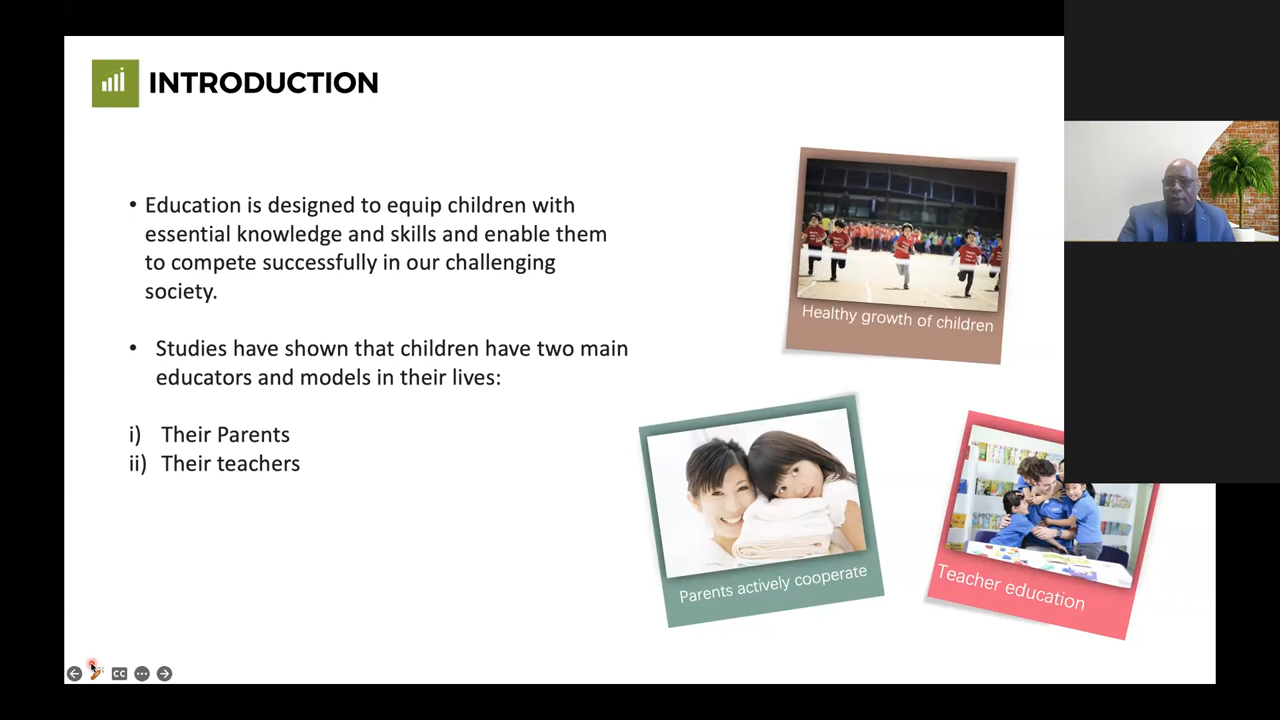 INTRODUCTION
• Education is designed to equip children with
essential knowledge and skills and enable them
to compete successfully in our challenging
society.
• Studies have shown that children have two main
educators and models in their lives:
i) Their Parents
ii) Their teachers
Healthy growth of children
Parents actively cooperate
Teacher education
CC